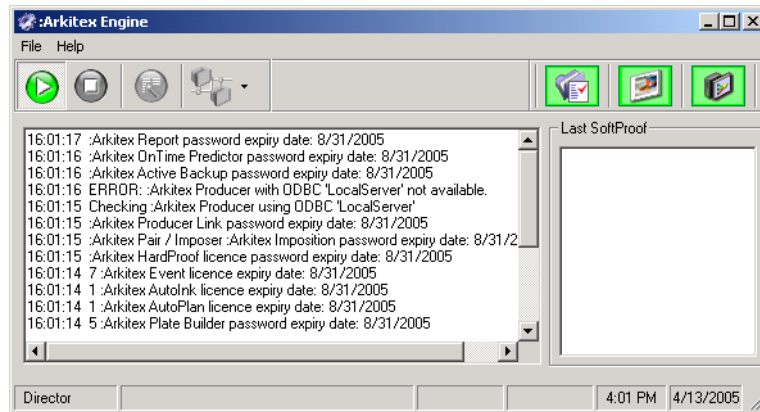 :Arkitex Engine
File Help
16:01:17 :Arkitex Report password expiry date: 8/31/2005
16:01:16 :Arkitex OnTime Predictor password expiry date: 8/31/2005
16:01:16 :Arkitex Active Backup password expiry date: 8/31/2005
16:01:16 ERROR: :Arkitex Producer with ODBC 'LocalServer' not available.
16:01:15 Checking :Arkitex Producer using ODBC 'LocalServer'
16:01:15 :Arkitex Producer Link password expiry date: 8/31/2005
16:01:15 :Arkitex Pair / Imposer :Arkitex Imposition password expiry date: 8/31/2
16:01:15 :Arkitex HardProof licence password expiry date: 8/31/2005
16:01:14 7 :Arkitex Event licence expiry date: 8/31/2005
16:01:14 1 :Arkitex AutoInk licence expiry date: 8/31/2005
16:01:14 1 :Arkitex AutoPlan licence expiry date: 8/31/2005
16:01:14 5 :Arkitex Plate Builder password expiry date: 8/31/2005
Last SoftProof
Director
4:01 PM
4/13/2005